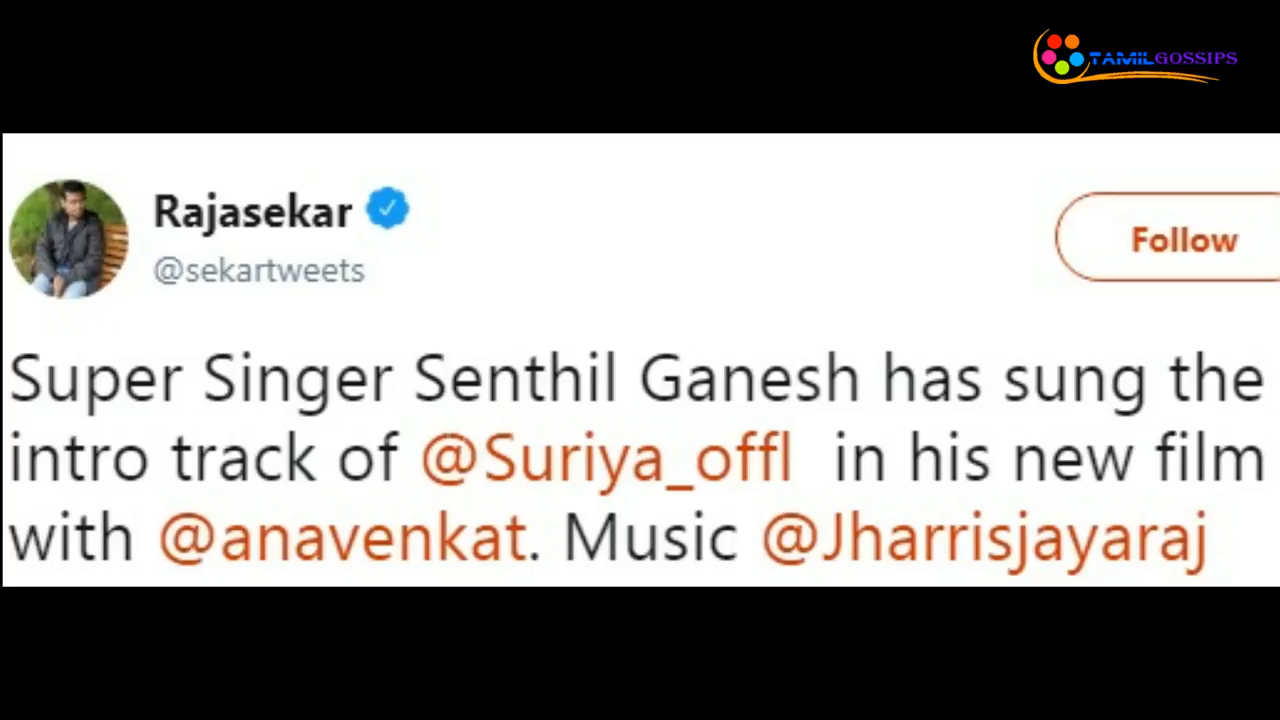 TAMILGOSSIPS
Rajasekar
@sekartweets
Follow
Super Singer Senthil Ganesh has sung the
intro track of @Suriya_offl in his new film
with @anavenkat. Music @Jharrisjayaraj